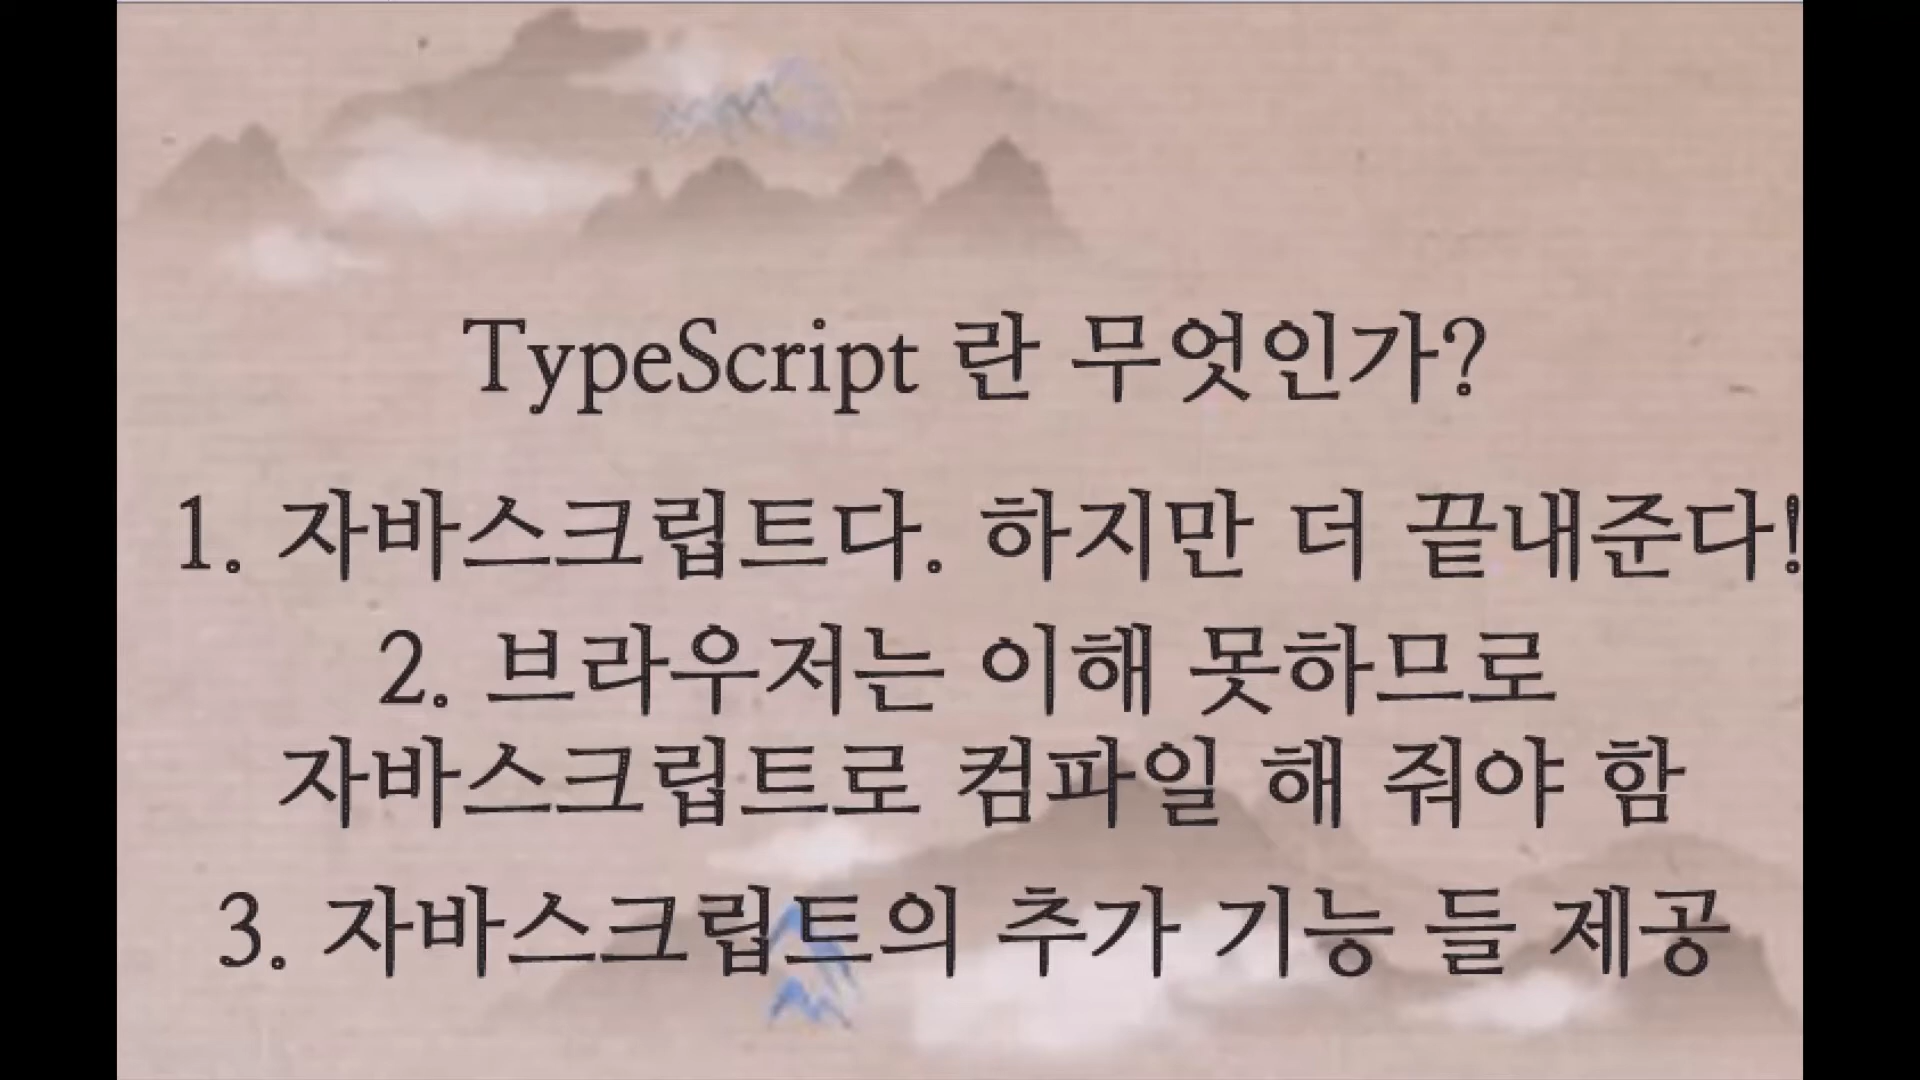 TypeScript 란 무엇인가?
1. 자바스크립트다. 하지만 더 끝내준다!
2. 브라우저는 이해 못하므로
자바스크립트로 컴파일 해 줘야 함
3. 자바스크립트의 추가 기능 들 제공